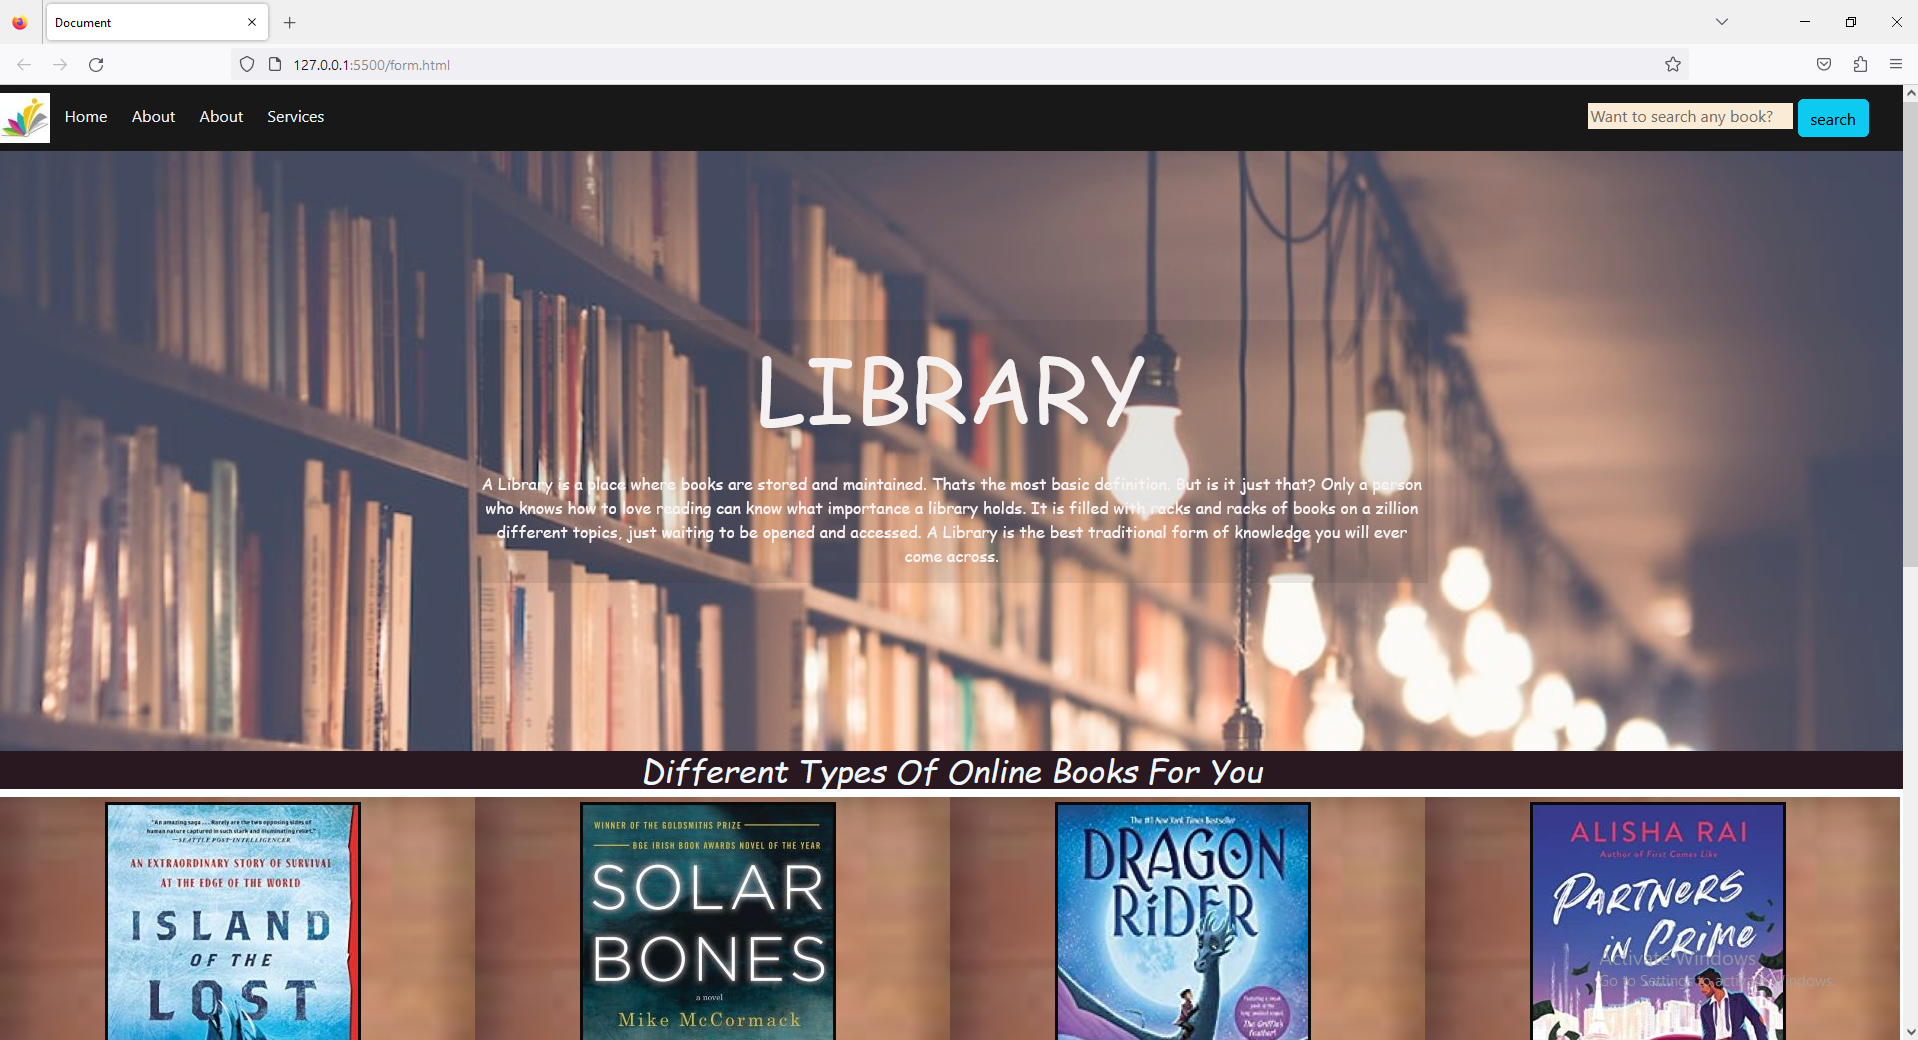 Document
127.0.0.1:5500/form.html
Home About About Services
Want to search any book? search
LIBRARY
A Library is a place where books are stored and maintained. Thats the most basic definition. But is it just that? Only a person
who knows how to love reading can know what importance a library holds. It is filled with racks and racks of books on a zillion
different topics, just waiting to be opened and accessed. A Library is the best traditional form of knowledge you will ever
come across.
Different Types Of Online Books For You
"An amazing saga . . . Rarely are the two opposing sides of
human nature captured in such stark and illuminating relief."
—SEATTLE POST-INTELLIGENCER
AN EXTRAORDINARY STORY OF SURVIVAL
AT THE EDGE OF THE WORLD
ISLAND
OF THE
LOST
WINNER OF THE GOLDSMITHS PRIZE
BGE IRISH BOOK AWARDS NOVEL OF THE YEAR
SOLAR
BONES
a novel
Mike McCormack
The #1 New York Times Bestseller
DRAGON
RIDER
Featuring a sneak
peek at the
long-awaited sequel
The Griffin's
Feather!
ALISHA RAI
Author of First Comes Like
PARTNERS
IN CRIME
Activate Windows
Go to Settings to activate Windows.